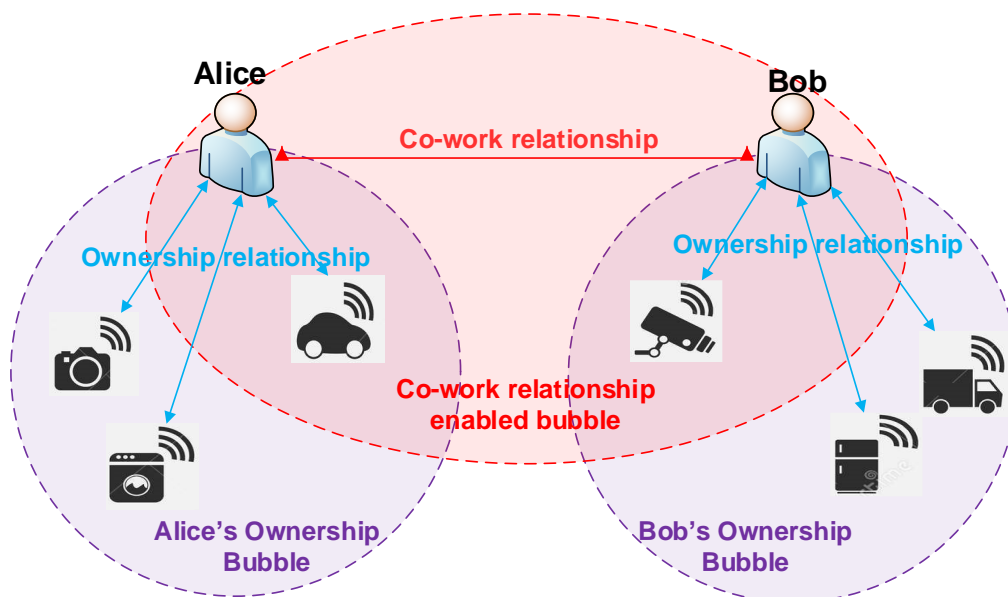 Alice
Bob
Co-work relationship
Ownership relationship
Ownership relationship
Co-work relationship
enabled bubble
Alice’s Ownership
Bubble
Bob’s Ownership
Bubble